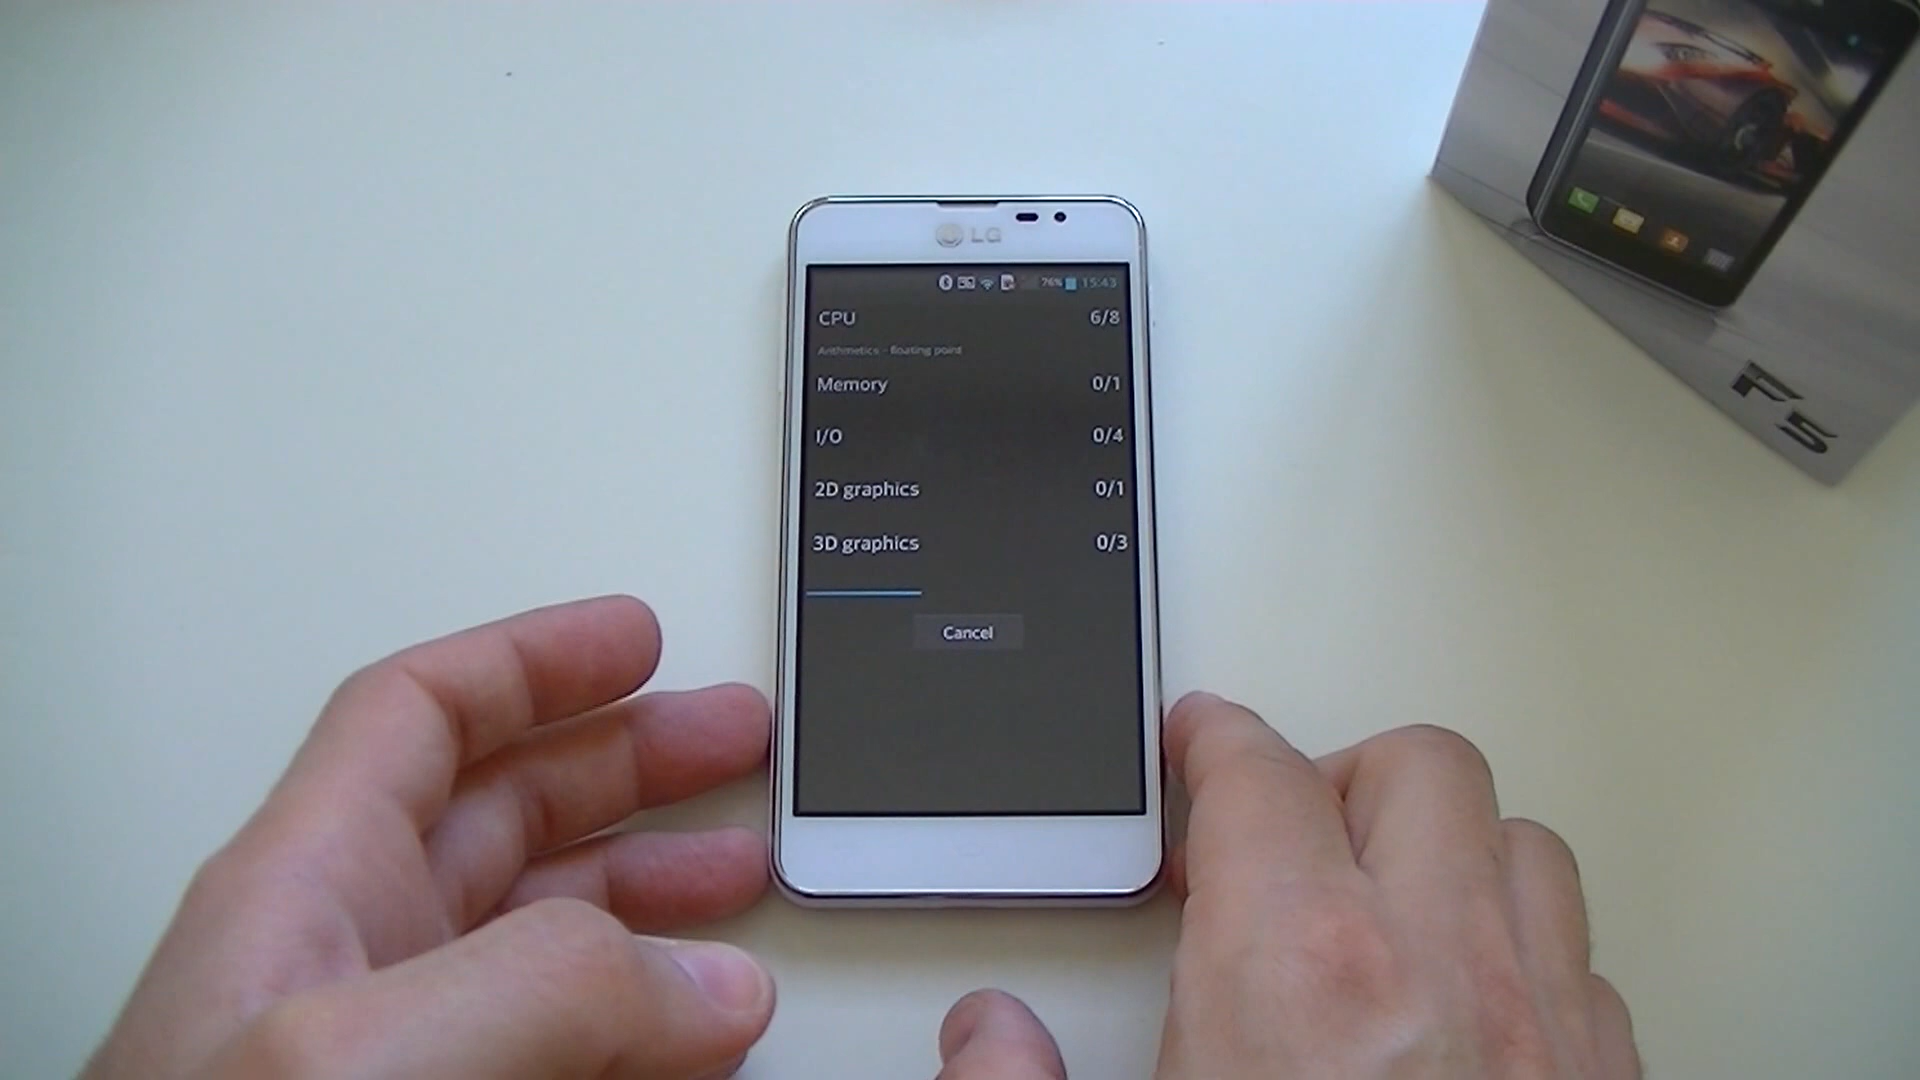 LG
76% 15:43
CPU 6/8
Arithmetics - floating point
Memory 0/1
I/O 0/4
2D graphics 0/1
3D graphics 0/3
Cancel
F5